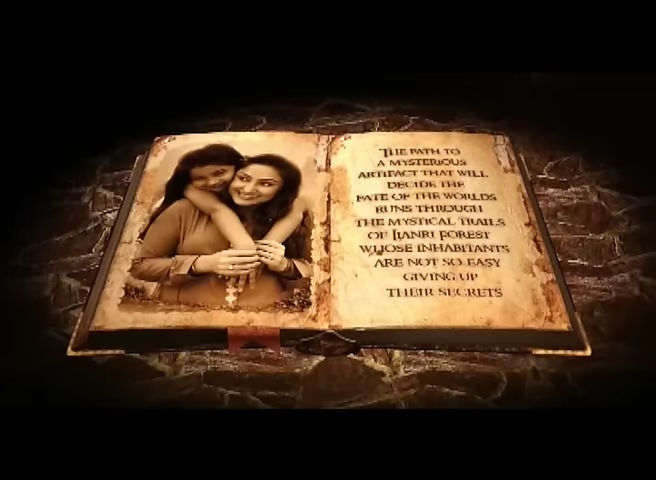 THE PATH TO
A MYSTERIOUS
ARTIFACT THAT WILL
DECIDE THE
FATE OF THE WORLDS
RUNS THROUGH
THE MYSTICAL TRAILS
OF IJANRI FOREST
WHOSE INHABITANTS
ARE NOT SO EASY
GIVING UP
THEIR SECRETS